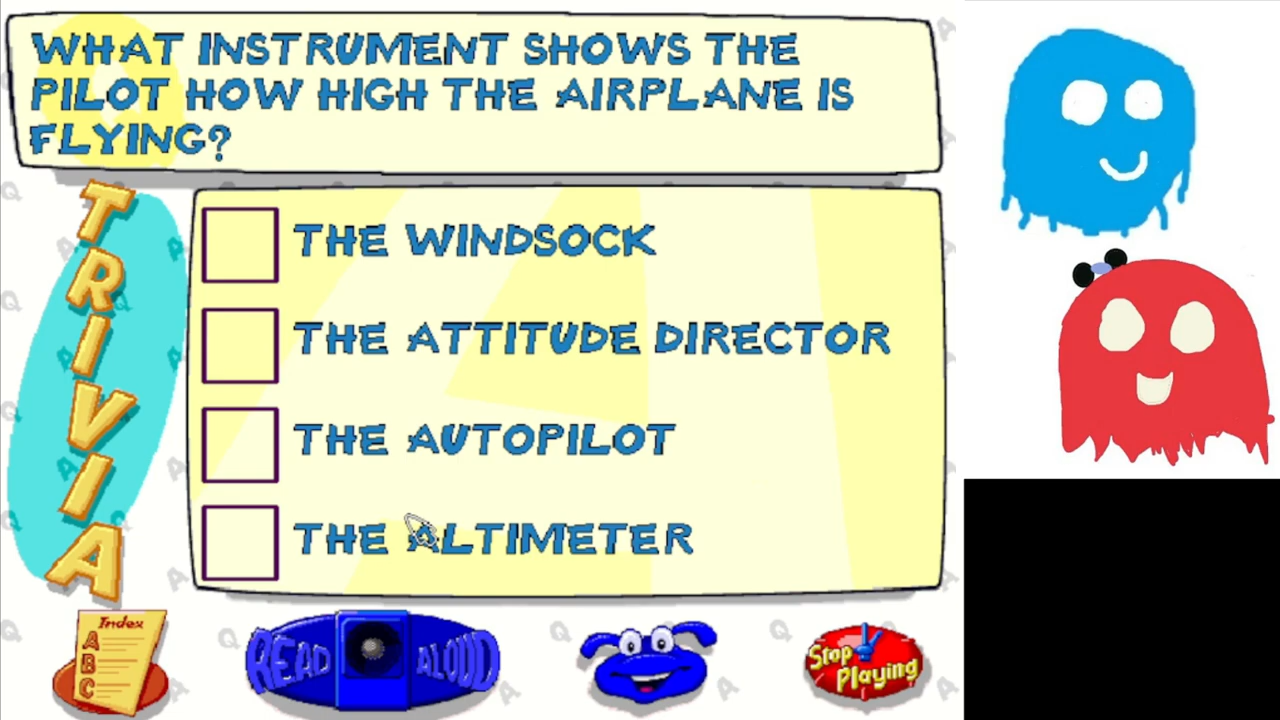 WHAT INSTRUMENT SHOWS THE
PILOT HOW HIGH THE AIRPLANE IS
FLYING?
TRIVIA
THE WINDSOCK
THE ATTITUDE DIRECTOR
THE AUTOPILOT
THE ALTIMETER
Index
A
B
C
READ ALOUD
Stop
Playing